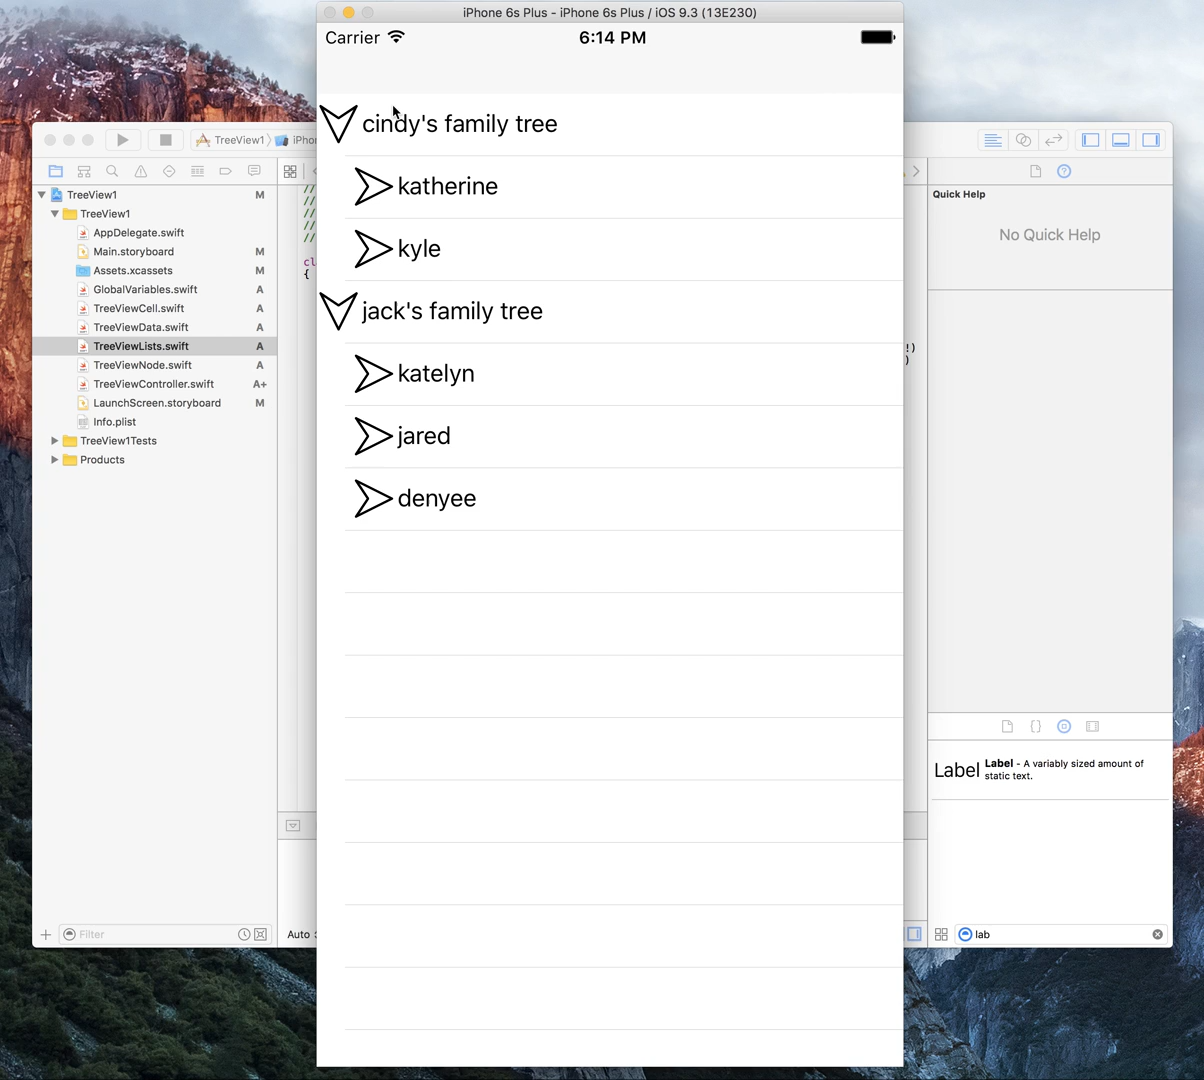 iPhone 6s Plus - iPhone 6s Plus / iOS 9.3 (13E230)
Carrier 6:14 PM
cindy's family tree
katherine
kyle
jack's family tree
katelyn
jared
denyee
TreeView1
TreeView1 M
TreeView1
AppDelegate.swift
Main.storyboard M
Assets.xcassets M
GlobalVariables.swift A
TreeViewCell.swift A
TreeViewData.swift A
TreeViewLists.swift A
TreeViewNode.swift A
TreeViewController.swift A+
LaunchScreen.storyboard M
Info.plist
TreeView1Tests
Products
Filter
//
//
//
//
//
cl
{
!)
)
Auto
Quick Help
No Quick Help
{}
Label Label - A variably sized amount of
static text.
lab